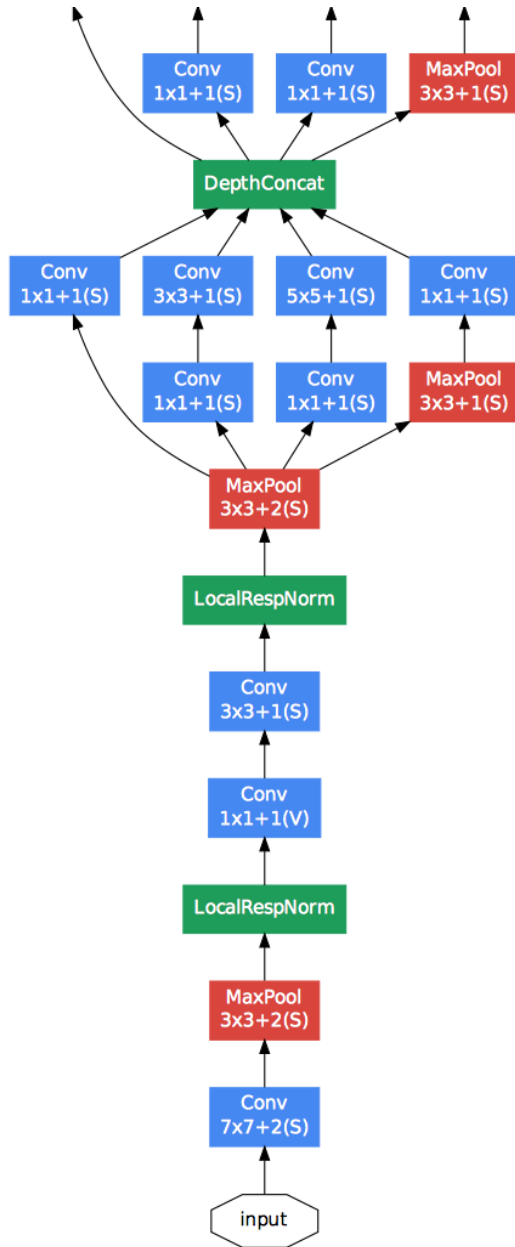 Conv
1x1+1(S)
Conv
1x1+1(S)
MaxPool
3x3+1(S)
DepthConcat
Conv
1x1+1(S)
Conv
3x3+1(S)
Conv
5x5+1(S)
Conv
1x1+1(S)
Conv
1x1+1(S)
Conv
1x1+1(S)
MaxPool
3x3+1(S)
MaxPool
3x3+2(S)
LocalRespNorm
Conv
3x3+1(S)
Conv
1x1+1(V)
LocalRespNorm
MaxPool
3x3+2(S)
Conv
7x7+2(S)
input